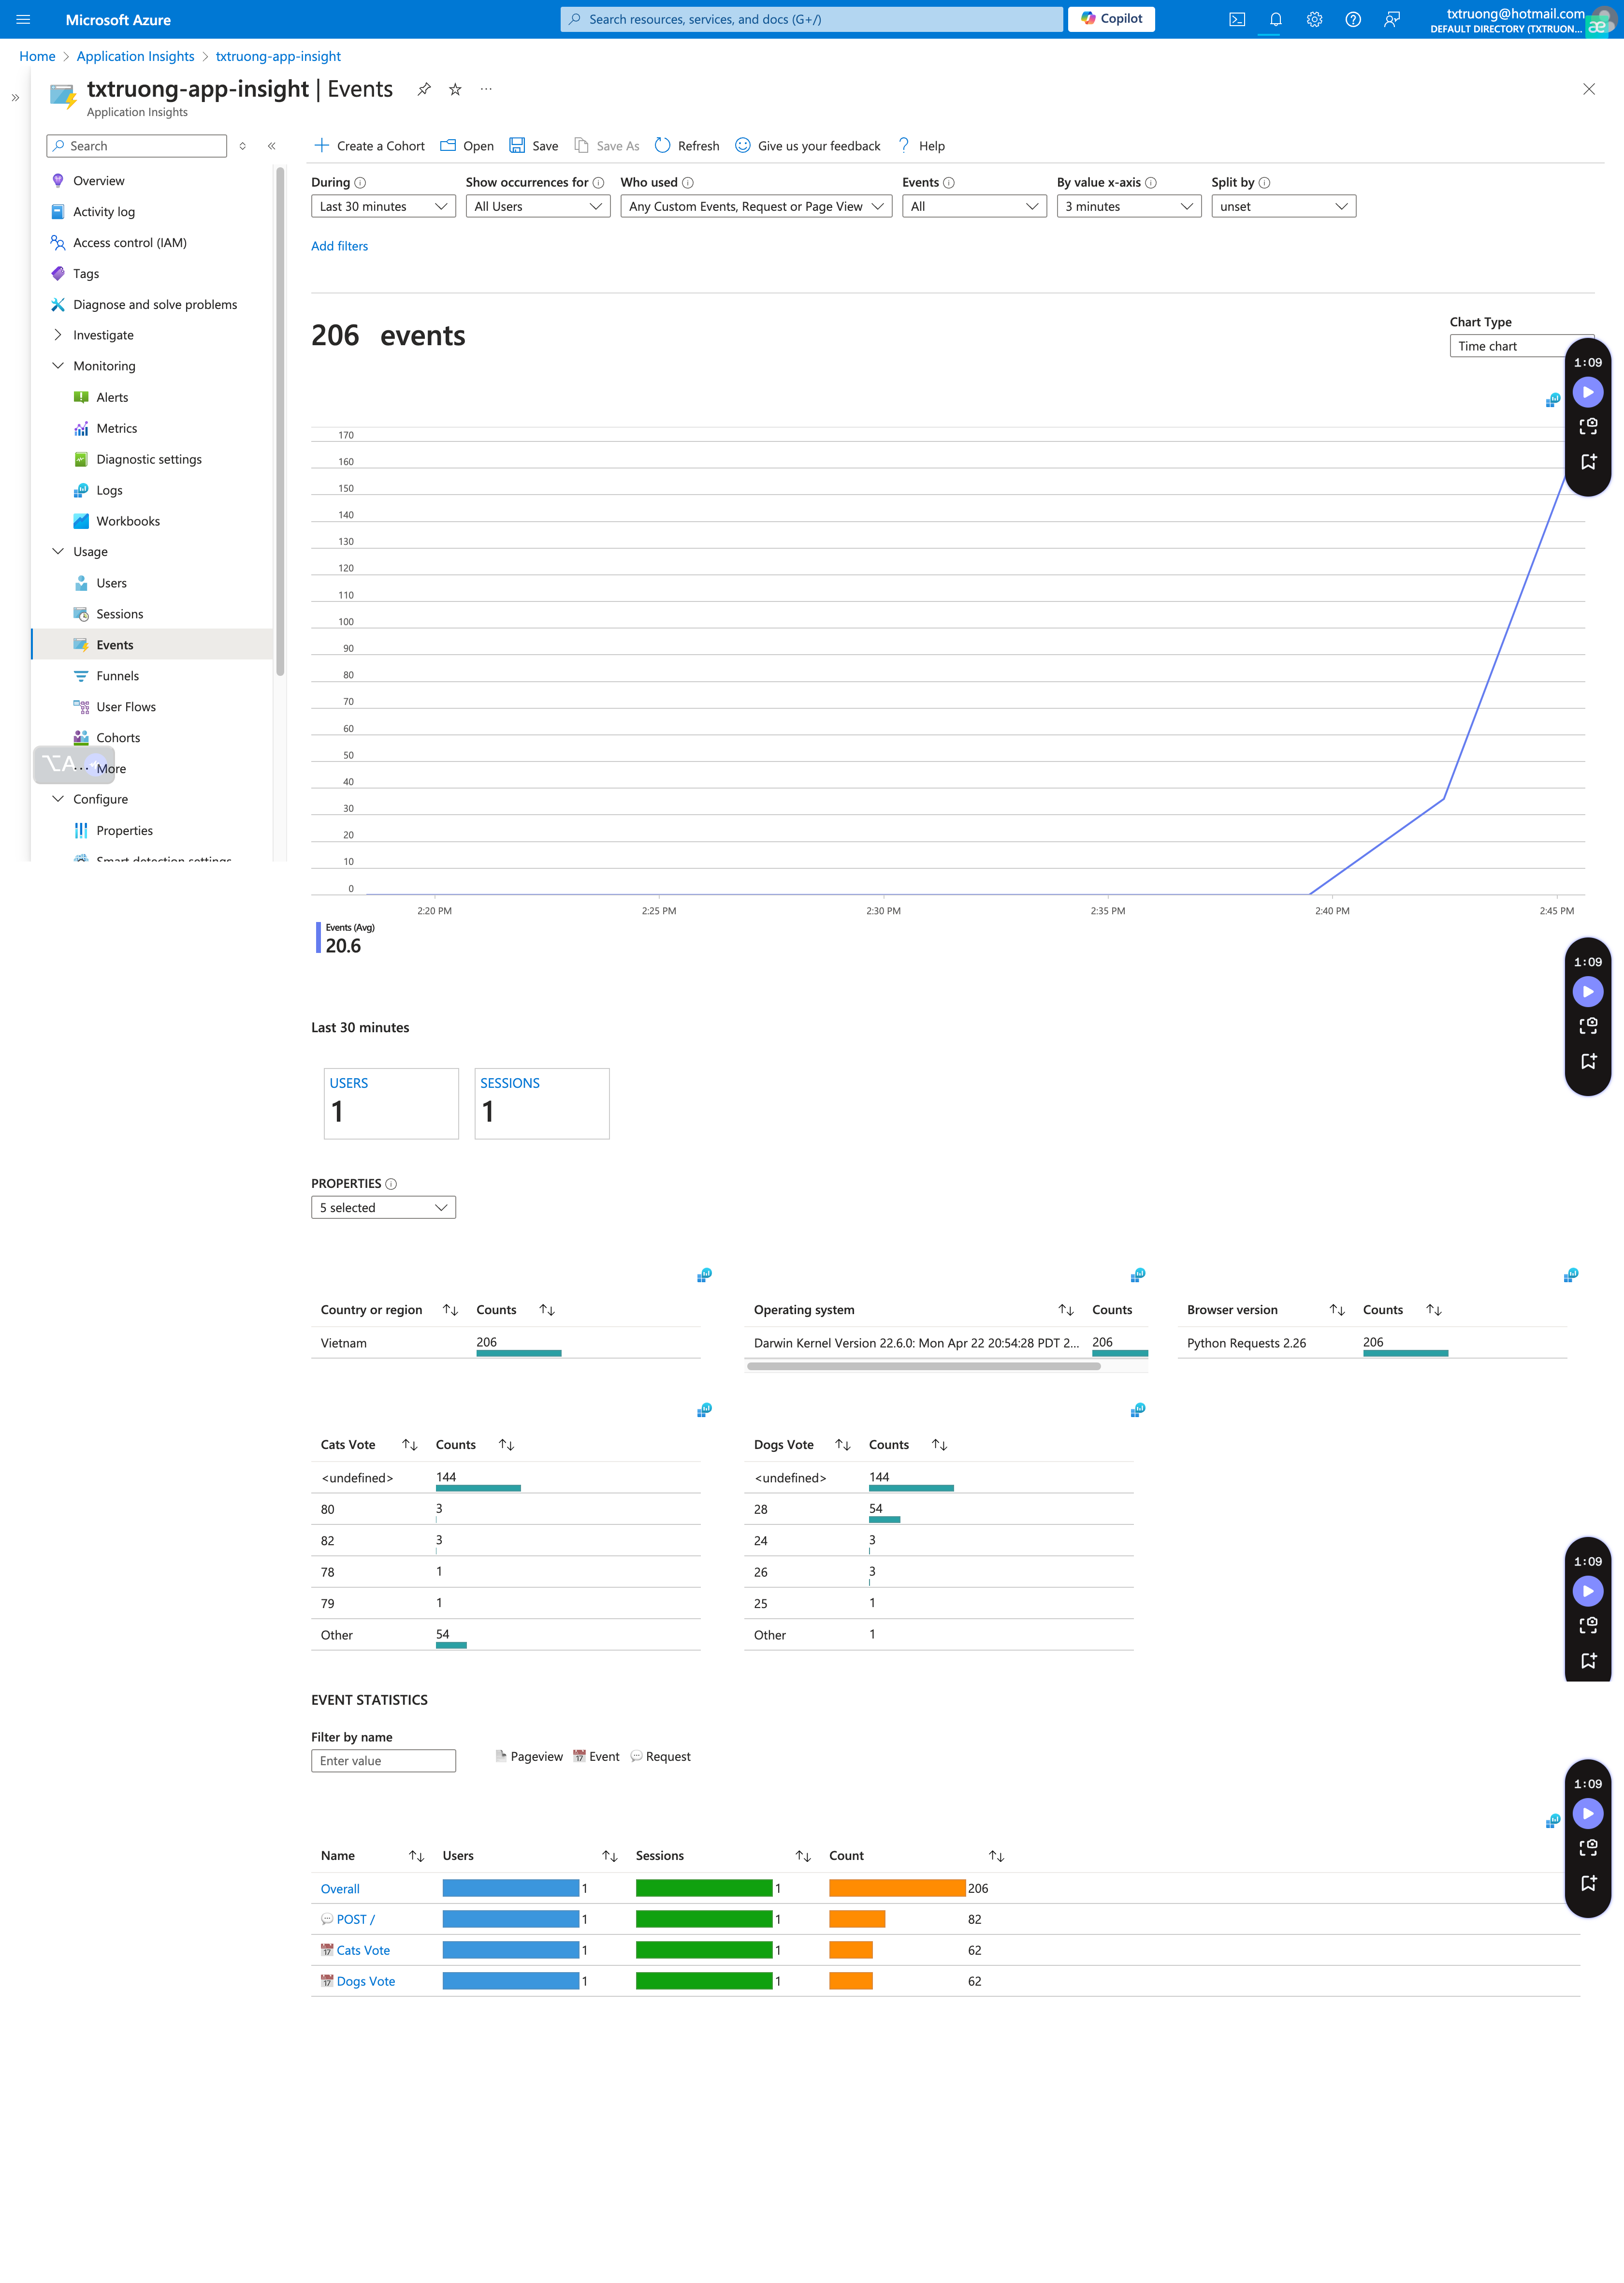 Microsoft Azure
Search resources, services, and docs (G+/)
Copilot
txtruong@hotmail.com
DEFAULT DIRECTORY (TXTRUON...
æ
Home > Application Insights > txtruong-app-insight
txtruong-app-insight | Events
Application Insights
Search
Overview
Activity log
Access control (IAM)
Tags
Diagnose and solve problems
Investigate
Monitoring
Alerts
Metrics
Diagnostic settings
Logs
Workbooks
Usage
Users
Sessions
Events
Funnels
User Flows
Cohorts
⌥A
More
Configure
Properties
Smart detection settings
Create a Cohort
Open
Save
Save As
Refresh
Give us your feedback
Help
During
Show occurrences for
Who used
Events
By value x-axis
Split by
Last 30 minutes
All Users
Any Custom Events, Request or Page View
All
3 minutes
unset
Add filters
206 events
Chart Type
Time chart
1:09
170
160
150
140
130
120
110
100
90
80
70
60
50
40
30
20
10
0
2:20 PM
2:25 PM
2:30 PM
2:35 PM
2:40 PM
2:45 PM
Events (Avg)
20.6
1:09
Last 30 minutes
USERS
1
SESSIONS
1
PROPERTIES
5 selected
Country or region Counts
Vietnam 206
Operating system Counts
Darwin Kernel Version 22.6.0: Mon Apr 22 20:54:28 PDT 2... 206
Browser version Counts
Python Requests 2.26 206
Cats Vote Counts
<undefined> 144
80 3
82 3
78 1
79 1
Other 54
Dogs Vote Counts
<undefined> 144
28 54
24 3
26 3
25 1
Other 1
1:09
EVENT STATISTICS
Filter by name
Enter value
Pageview Event Request
1:09
Name Users Sessions Count
Overall 1 1 206
POST / 1 1 82
Cats Vote 1 1 62
Dogs Vote 1 1 62